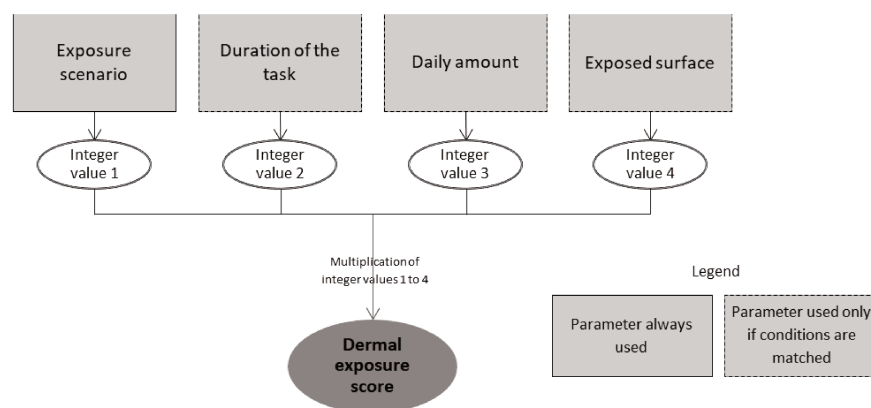 Exposure
scenario
Duration of the
task
Daily amount
Exposed surface
Integer
value 1
Integer
value 2
Integer
value 3
Integer
value 4
Multiplication of
integer values 1 to 4
Dermal
exposure
score
Legend
Parameter always
used
Parameter used only
if conditions are
matched